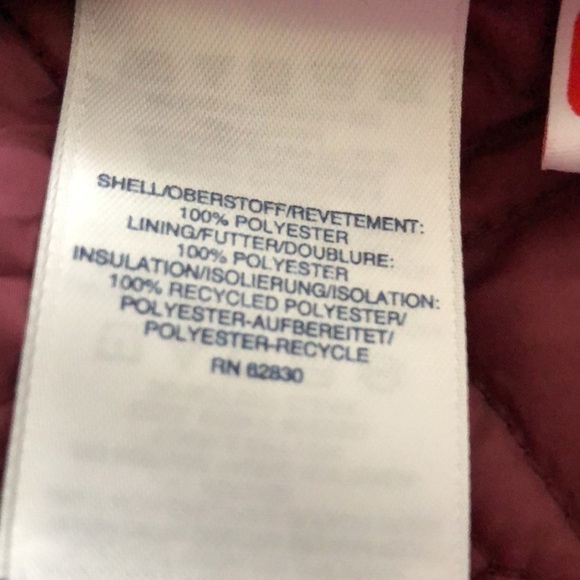 SHELL/OBERSTOFF/REVETEMENT:
100% POLYESTER
LINING/FUTTER/DOUBLURE:
100% POLYESTER
INSULATION/ISOLIERUNG/ISOLATION:
100% RECYCLED POLYESTER/
POLYESTER-AUFBEREITET/
POLYESTER-RECYCLE
RN 62830